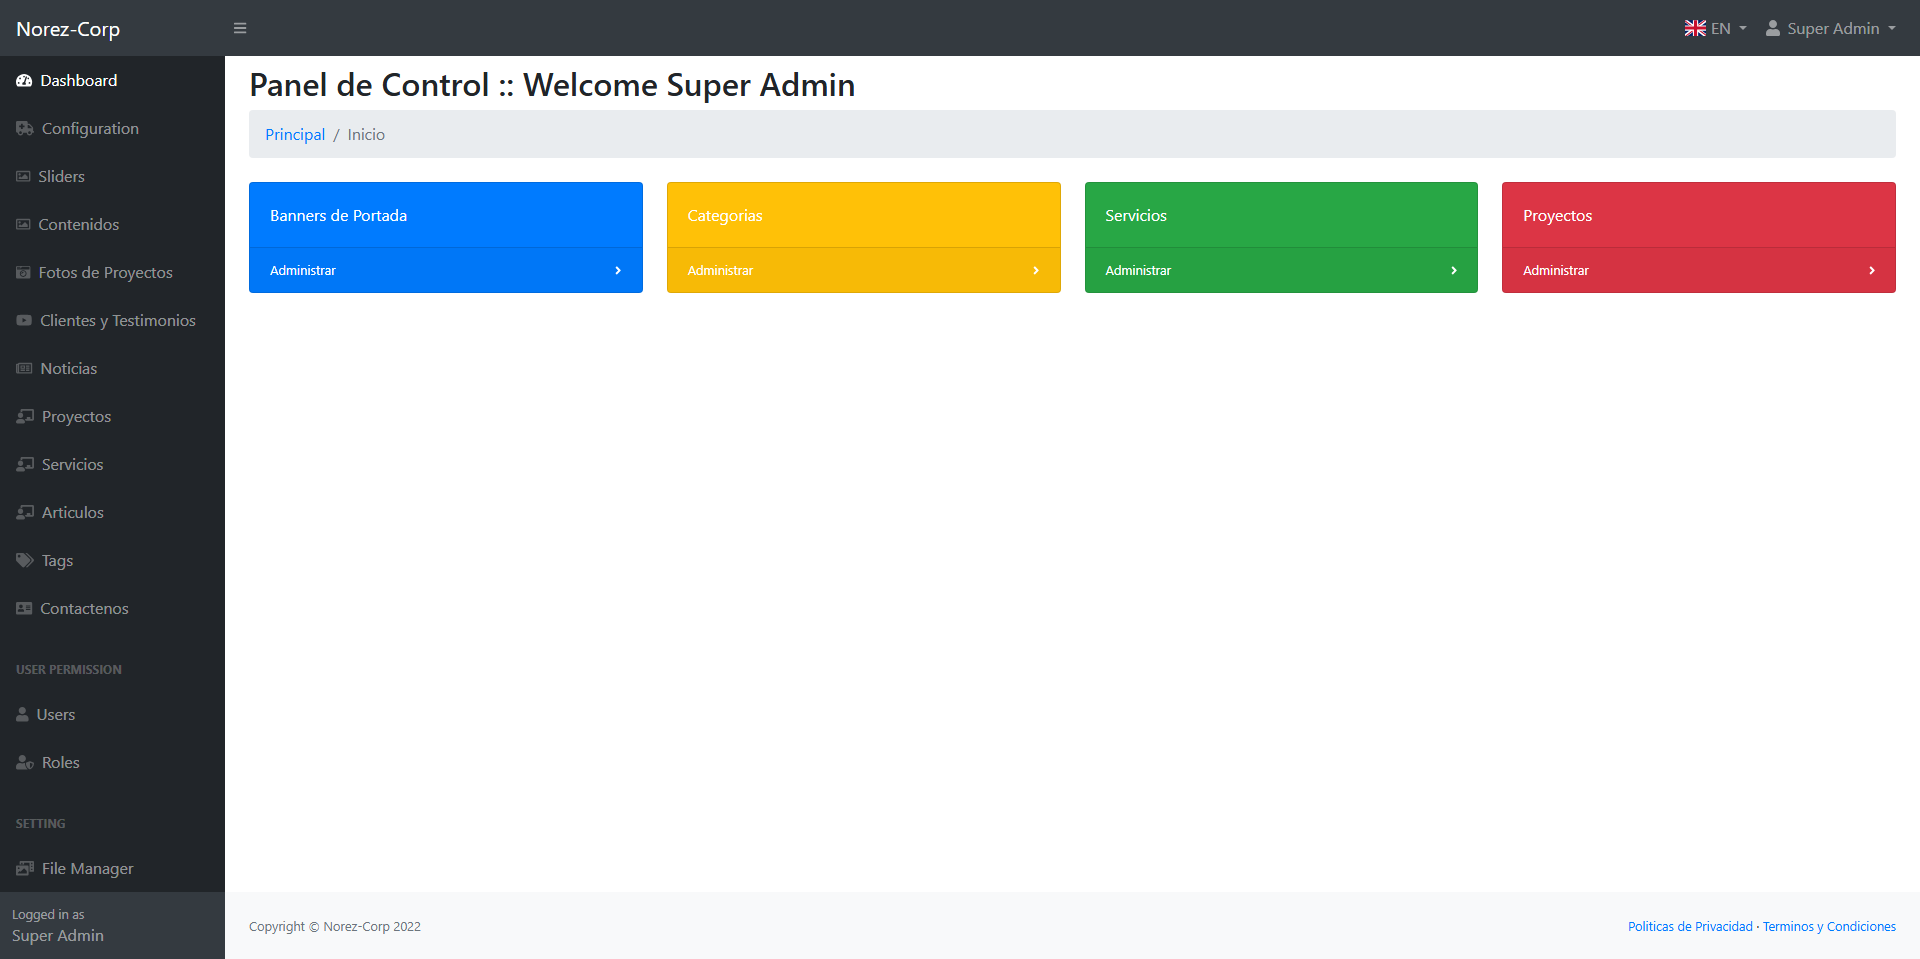 Norez-Corp
EN
Super Admin
Dashboard
Configuration
Sliders
Contenidos
Fotos de Proyectos
Clientes y Testimonios
Noticias
Proyectos
Servicios
Articulos
Tags
Contactenos
USER PERMISSION
Users
Roles
SETTING
File Manager
Logged in as
Super Admin
Panel de Control :: Welcome Super Admin
Principal / Inicio
Banners de Portada
Administrar
Categorias
Administrar
Servicios
Administrar
Proyectos
Administrar
Copyright © Norez-Corp 2022
Politicas de Privacidad · Terminos y Condiciones